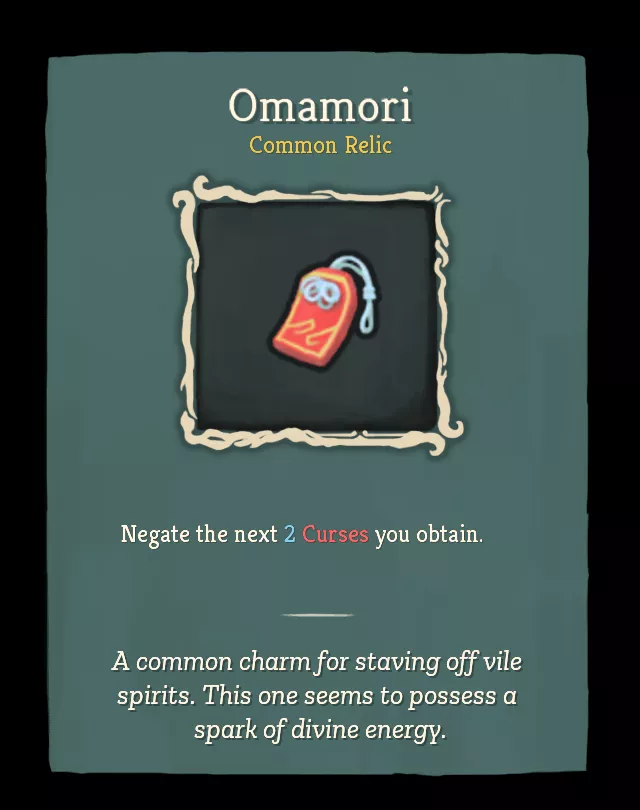 Omamori
Common Relic
Negate the next 2 Curses you obtain.
A common charm for staving off vile
spirits. This one seems to possess a
spark of divine energy.